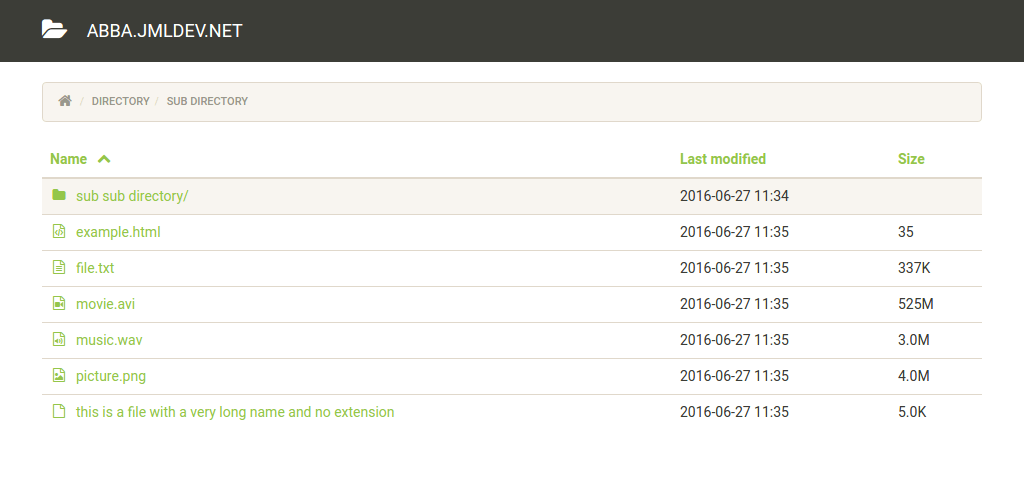 ABBA.JMLDEV.NET
/ DIRECTORY / SUB DIRECTORY
Name Last modified Size
sub sub directory/ 2016-06-27 11:34
example.html 2016-06-27 11:35 35
file.txt 2016-06-27 11:35 337K
movie.avi 2016-06-27 11:35 525M
music.wav 2016-06-27 11:35 3.0M
picture.png 2016-06-27 11:35 4.0M
this is a file with a very long name and no extension 2016-06-27 11:35 5.0K